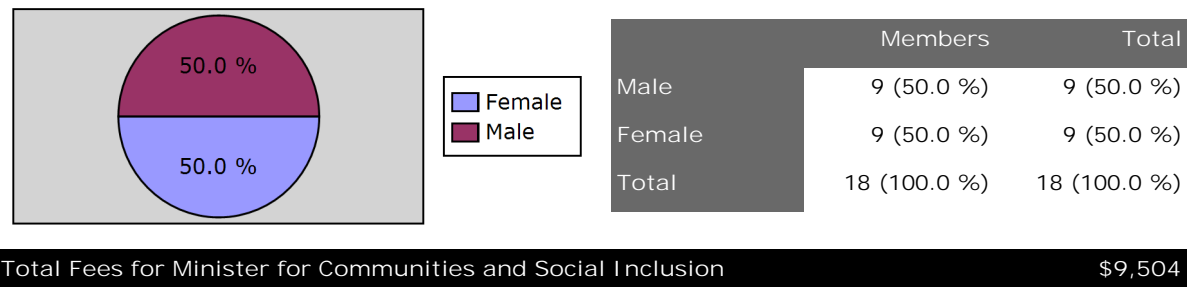 50.0 %
50.0 %
Female
Male
Members Total
Male 9 (50.0 %) 9 (50.0 %)
Female 9 (50.0 %) 9 (50.0 %)
Total 18 (100.0 %) 18 (100.0 %)
Total Fees for Minister for Communities and Social Inclusion $9,504